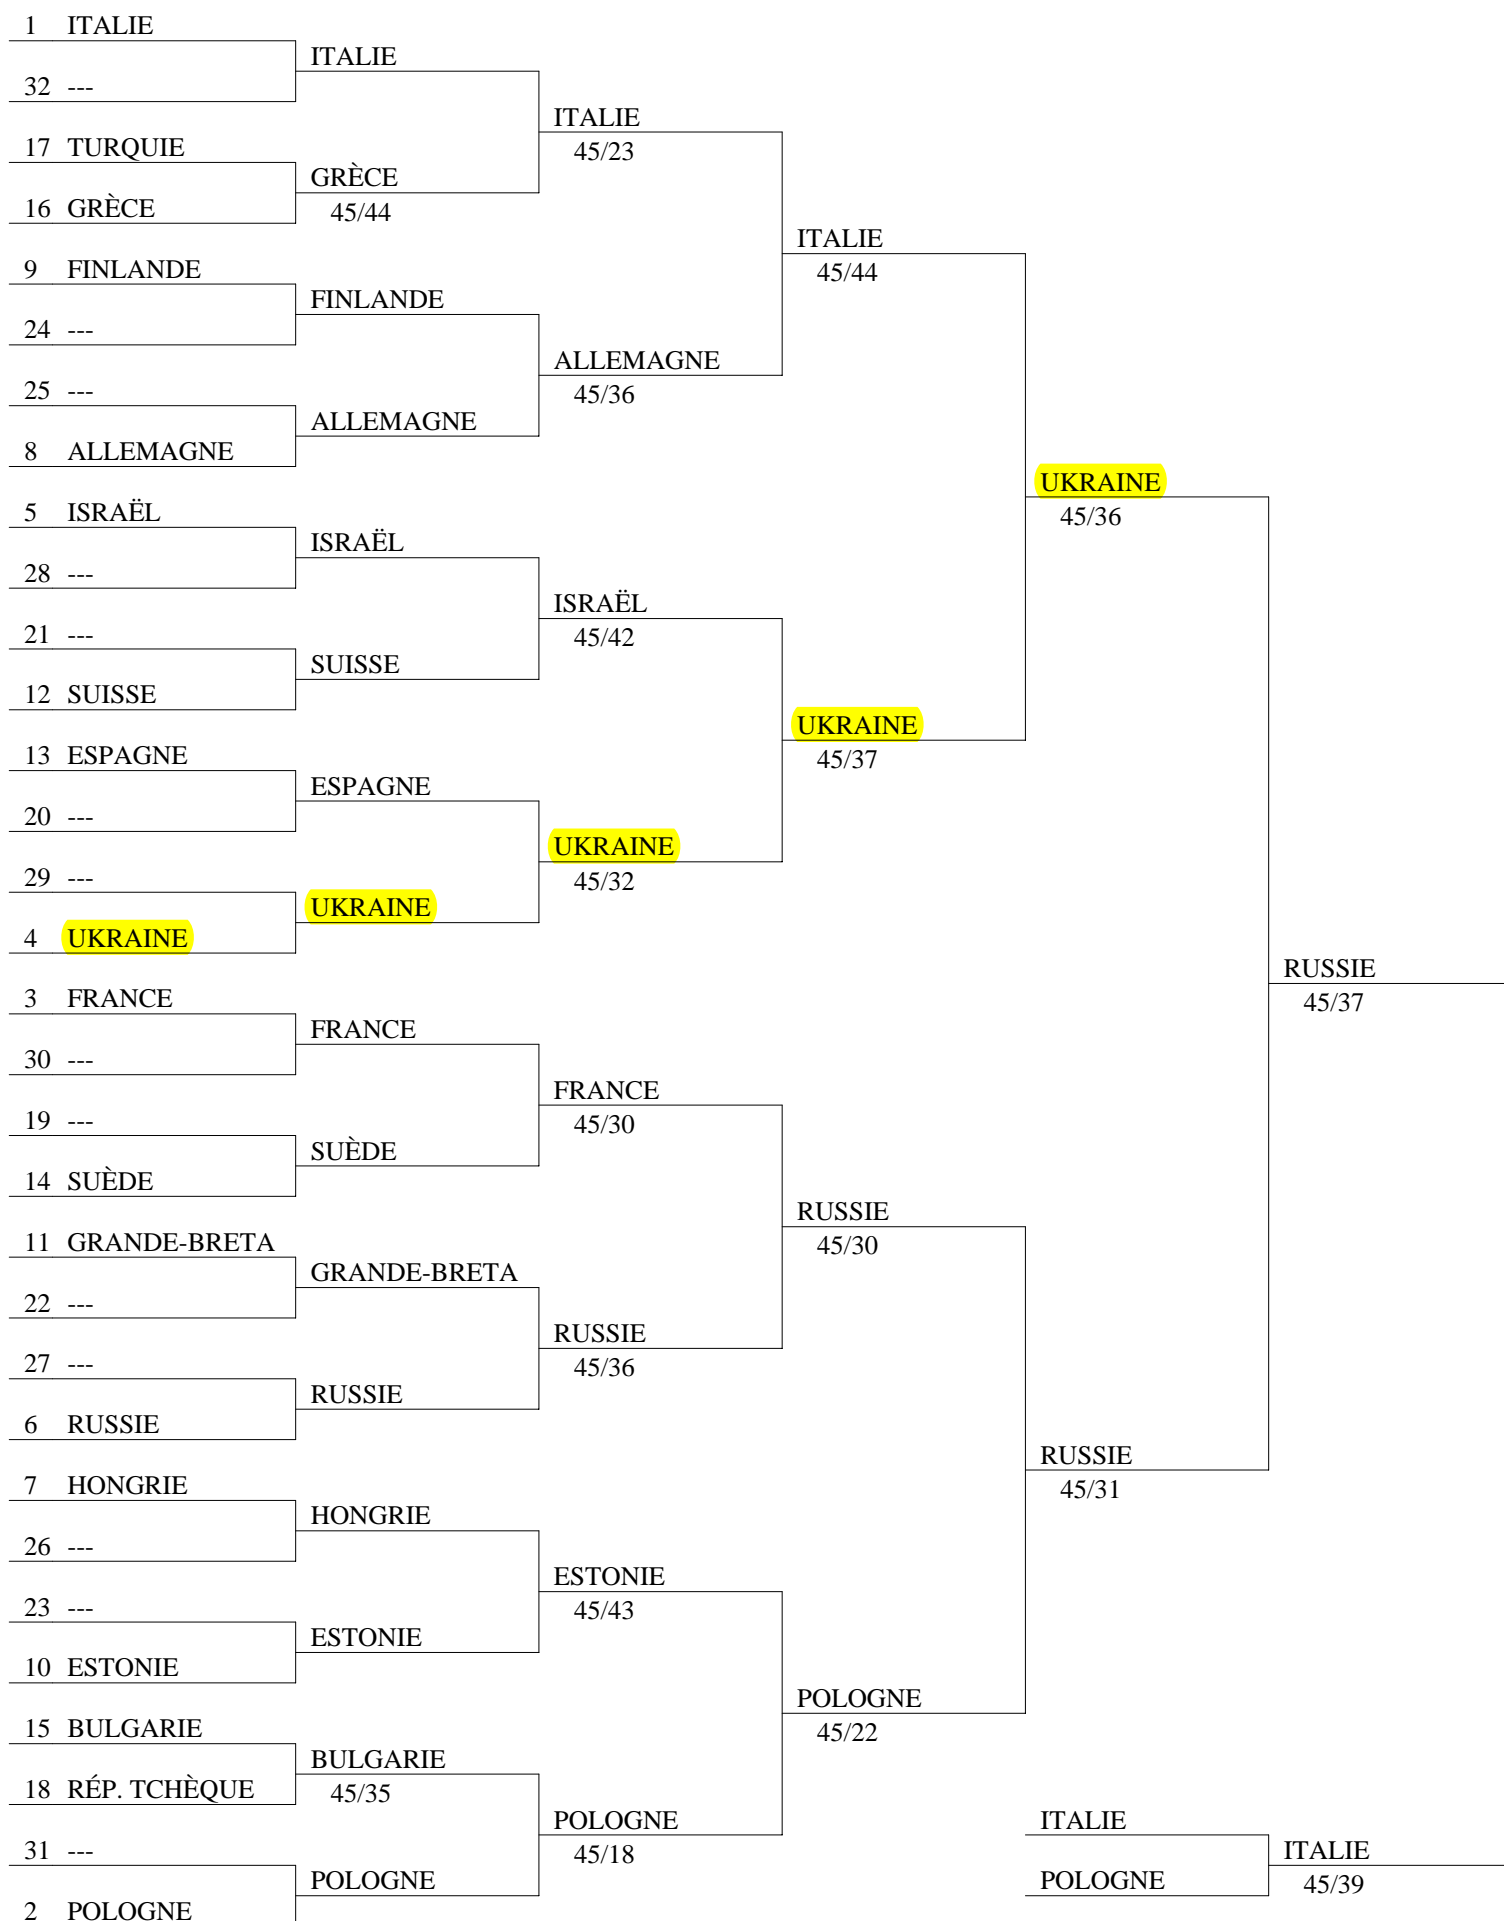 1 ITALIE
32 ---
17 TURQUIE
16 GRÈCE
9 FINLANDE
24 ---
25 ---
8 ALLEMAGNE
5 ISRAËL
28 ---
21 ---
12 SUISSE
13 ESPAGNE
20 ---
29 ---
4 UKRAINE
3 FRANCE
30 ---
19 ---
14 SUÈDE
11 GRANDE-BRETA
22 ---
27 ---
6 RUSSIE
7 HONGRIE
26 ---
23 ---
10 ESTONIE
15 BULGARIE
18 RÉP. TCHÈQUE
31 ---
2 POLOGNE
ITALIE
GRÈCE
45/44
FINLANDE
ALLEMAGNE
ISRAËL
SUISSE
ESPAGNE
UKRAINE
FRANCE
SUÈDE
GRANDE-BRETA
RUSSIE
HONGRIE
ESTONIE
BULGARIE
45/35
POLOGNE
ITALIE
45/23
ALLEMAGNE
45/36
ISRAËL
45/42
UKRAINE
45/32
FRANCE
45/30
RUSSIE
45/36
ESTONIE
45/43
POLOGNE
45/18
ITALIE
45/44
UKRAINE
45/37
RUSSIE
45/30
POLOGNE
45/22
UKRAINE
45/36
RUSSIE
45/31
RUSSIE
45/37
ITALIE
POLOGNE
ITALIE
45/39